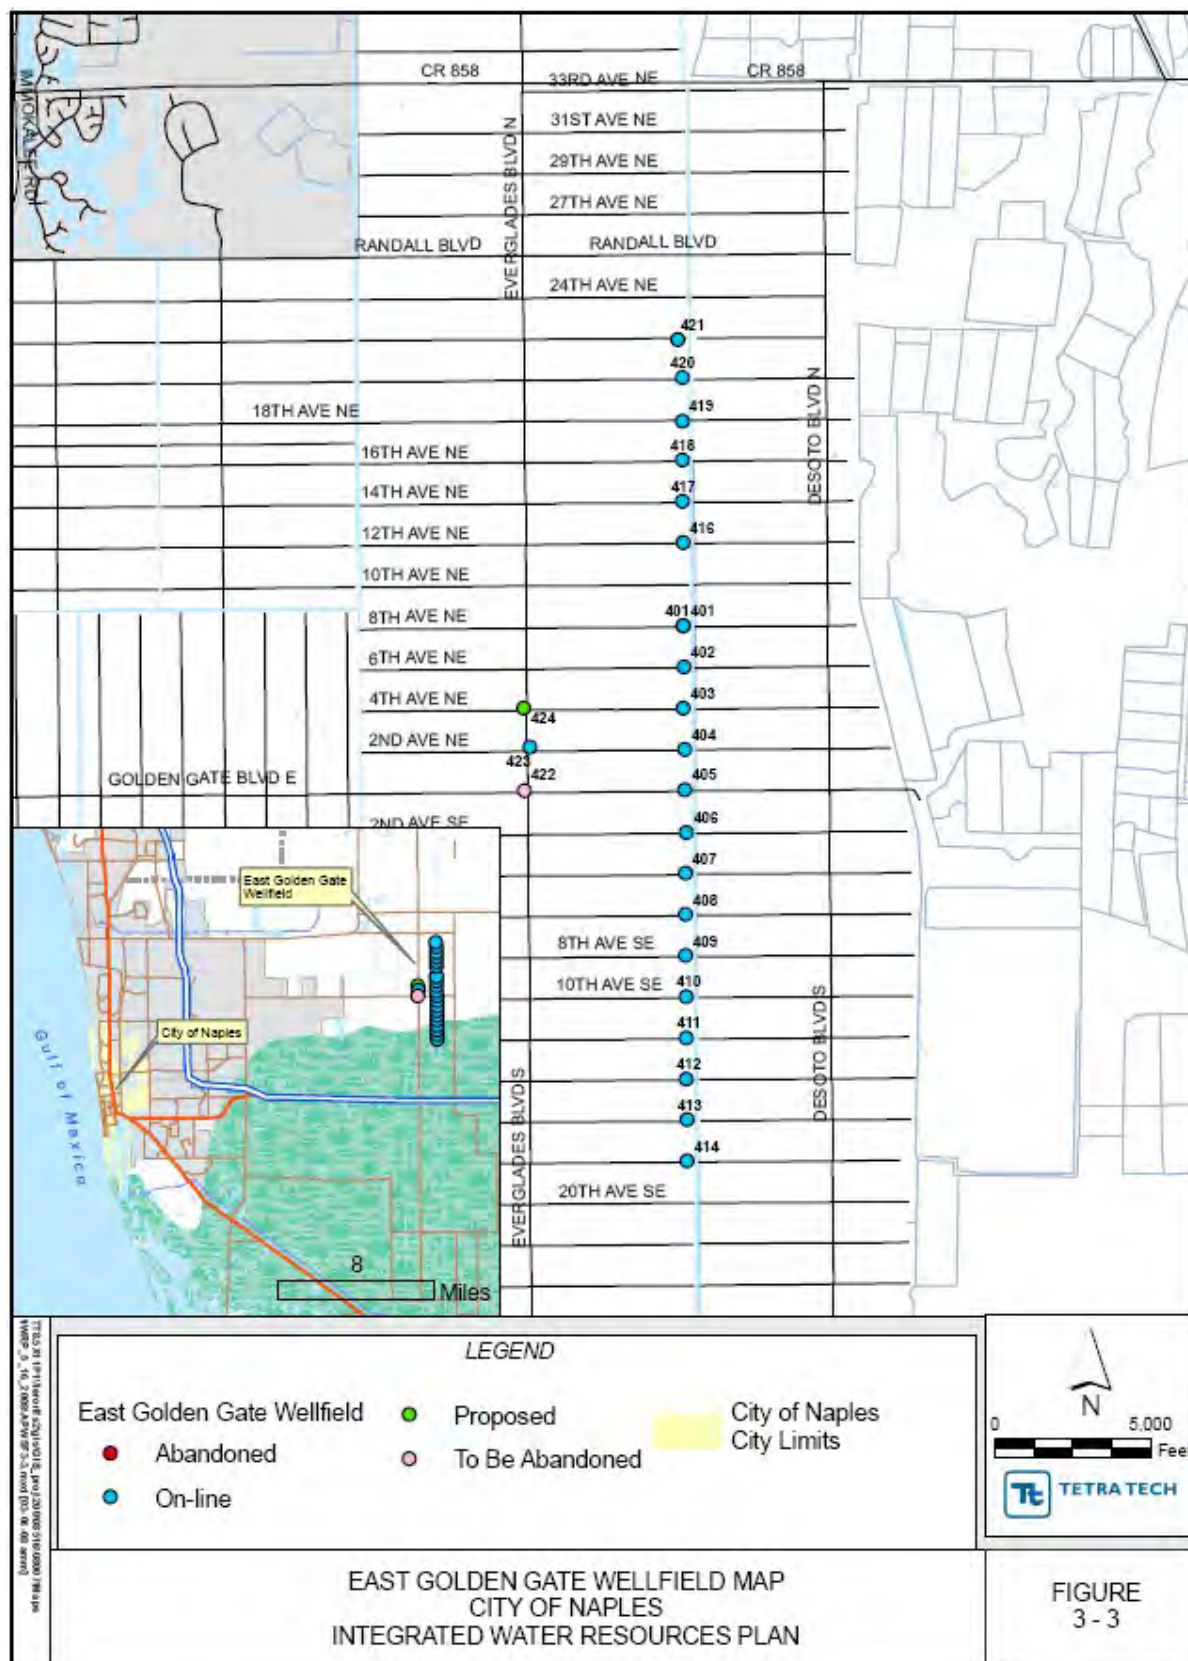 CR 858
CR 858
33RD AVE NE
31ST AVE NE
29TH AVE NE
27TH AVE NE
RANDALL BLVD
RANDALL BLVD
24TH AVE NE
EVERGLADES BLVD N
421
420
419
18TH AVE NE
418
16TH AVE NE
417
14TH AVE NE
DESOTO BLVD N
416
12TH AVE NE
10TH AVE NE
401 401
8TH AVE NE
402
6TH AVE NE
403
4TH AVE NE
424
404
2ND AVE NE
423
422
405
GOLDEN GATE BLVD E
406
2ND AVE SE
407
408
8TH AVE SE
409
10TH AVE SE
410
411
412
413
414
DESOTO BLVD S
EVERGLADES BLVD S
20TH AVE SE
East Golden Gate
Wellfield
City of Naples
Gulf of Mexico
8
Miles
LEGEND
East Golden Gate Wellfield
Abandoned
On-line
Proposed
To Be Abandoned
City of Naples
City Limits
N
0 5,000
Feet
Tt TETRA TECH
EAST GOLDEN GATE WELLFIELD MAP
CITY OF NAPLES
INTEGRATED WATER RESOURCES PLAN
FIGURE
3 - 3